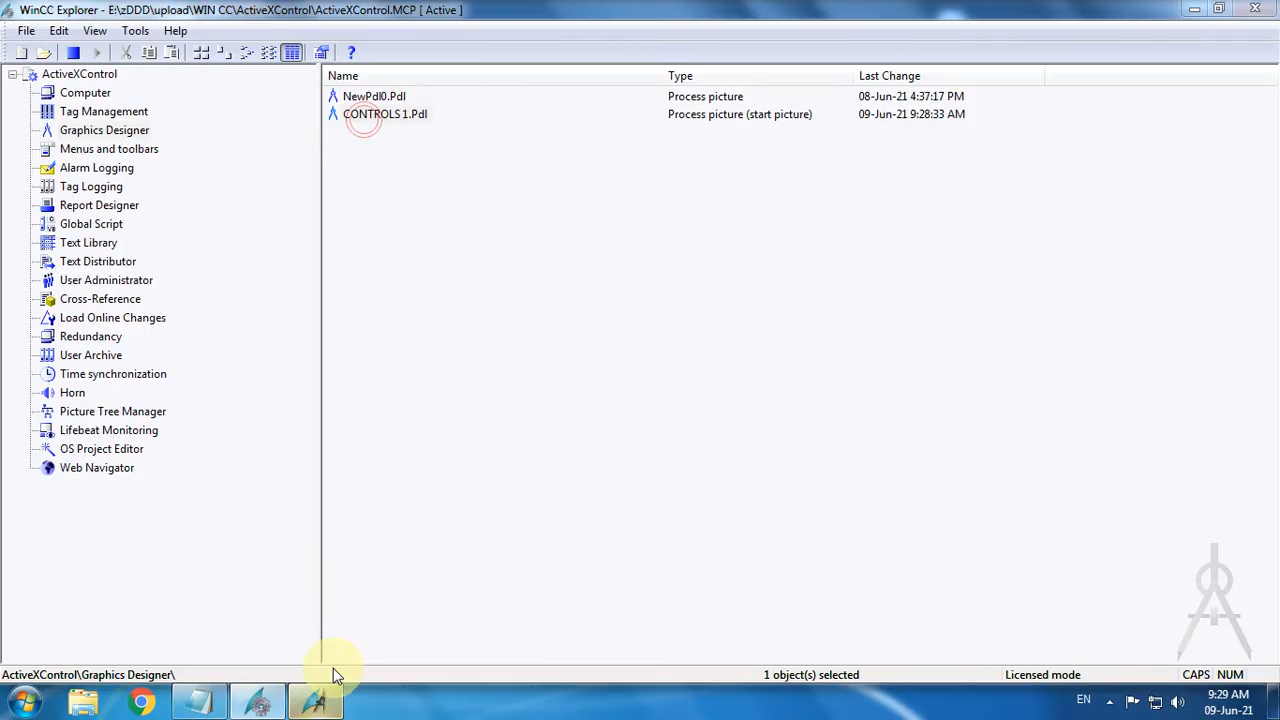 WinCC Explorer - E:\zDDD\upload\WIN CC\ActiveXControl\ActiveXControl.MCP [ Active ]
File Edit View Tools Help
ActiveXControl
Computer
Tag Management
Graphics Designer
Menus and toolbars
Alarm Logging
Tag Logging
Report Designer
Global Script
Text Library
Text Distributor
User Administrator
Cross-Reference
Load Online Changes
Redundancy
User Archive
Time synchronization
Horn
Picture Tree Manager
Lifebeat Monitoring
OS Project Editor
Web Navigator
Name Type Last Change
NewPdl0.Pdl Process picture 08-Jun-21 4:37:17 PM
CONTROLS1.Pdl Process picture (start picture) 09-Jun-21 9:28:33 AM
ActiveXControl\Graphics Designer\ 1 object(s) selected Licensed mode CAPS NUM
EN 9:29 AM
09-Jun-21